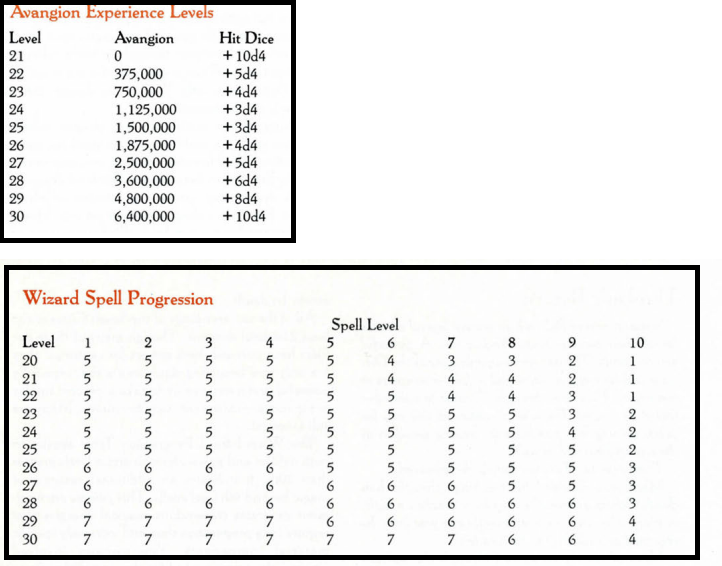 Avangion Experience Levels
Level Avangion Hit Dice
21 0 +10d4
22 375,000 +5d4
23 750,000 +4d4
24 1,125,000 +3d4
25 1,500,000 +3d4
26 1,875,000 +4d4
27 2,500,000 +5d4
28 3,600,000 +6d4
29 4,800,000 +8d4
30 6,400,000 +10d4
Wizard Spell Progression
Spell Level
Level 1 2 3 4 5 6 7 8 9 10
20 5 5 5 5 5 4 3 3 2 1
21 5 5 5 5 5 4 4 4 2 1
22 5 5 5 5 5 5 4 4 3 1
23 5 5 5 5 5 5 5 5 3 2
24 5 5 5 5 5 5 5 5 4 2
25 5 5 5 5 5 5 5 5 5 2
26 6 6 6 6 5 5 5 5 5 3
27 6 6 6 6 6 6 6 5 5 3
28 6 6 6 6 6 6 6 6 6 3
29 7 7 7 7 6 6 6 6 6 4
30 7 7 7 7 7 7 7 6 6 4